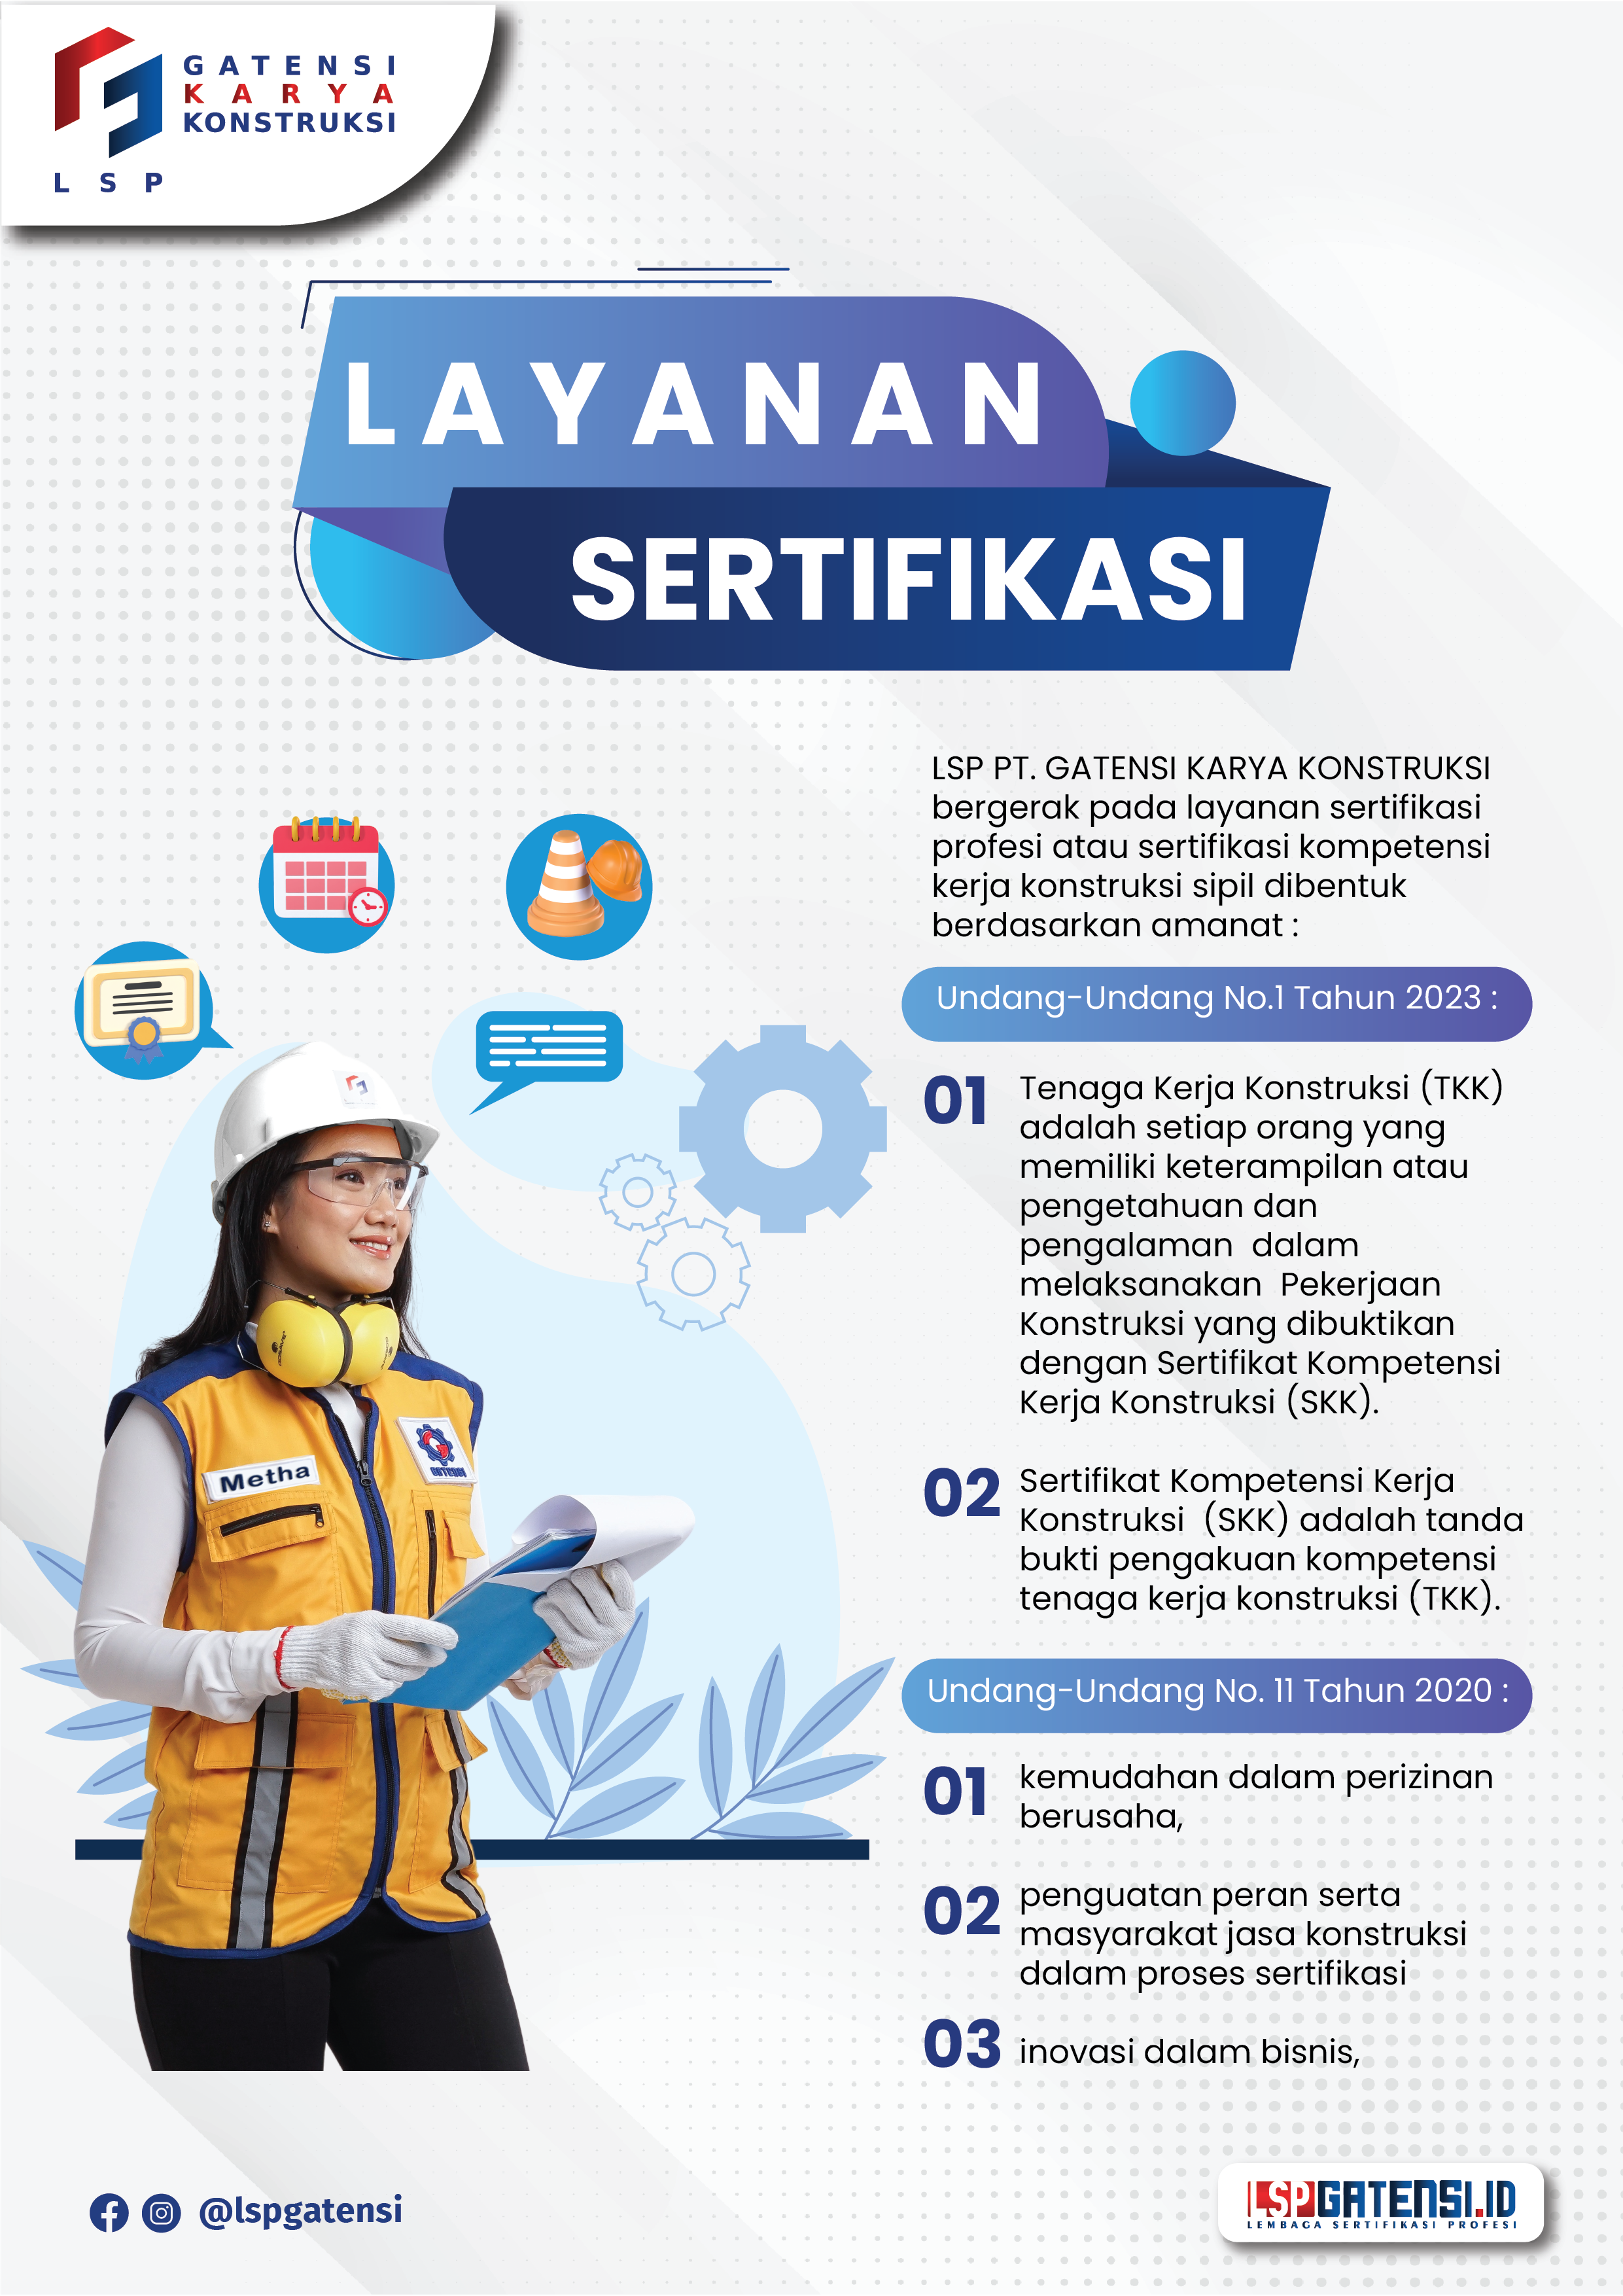 GATENSI
KARYA
KONSTRUKSI
LSP
LAYANAN
SERTIFIKASI
LSP PT. GATENSI KARYA KONSTRUKSI
bergerak pada layanan sertifikasi
profesi atau sertifikasi kompetensi
kerja konstruksi sipil dibentuk
berdasarkan amanat :
Undang-Undang No.1 Tahun 2023 :
01 Tenaga Kerja Konstruksi (TKK)
adalah setiap orang yang
memiliki keterampilan atau
pengetahuan dan
pengalaman dalam
melaksanakan Pekerjaan
Konstruksi yang dibuktikan
dengan Sertifikat Kompetensi
Kerja Konstruksi (SKK).
02 Sertifikat Kompetensi Kerja
Konstruksi (SKK) adalah tanda
bukti pengakuan kompetensi
tenaga kerja konstruksi (TKK).
Undang-Undang No. 11 Tahun 2020 :
01 kemudahan dalam perizinan
berusaha,
02 penguatan peran serta
masyarakat jasa konstruksi
dalam proses sertifikasi
03 inovasi dalam bisnis,
Metha
GATENSI
@lspgatensi
LSPGATENSI.ID
LEMBAGA SERTIFIKASI PROFESI